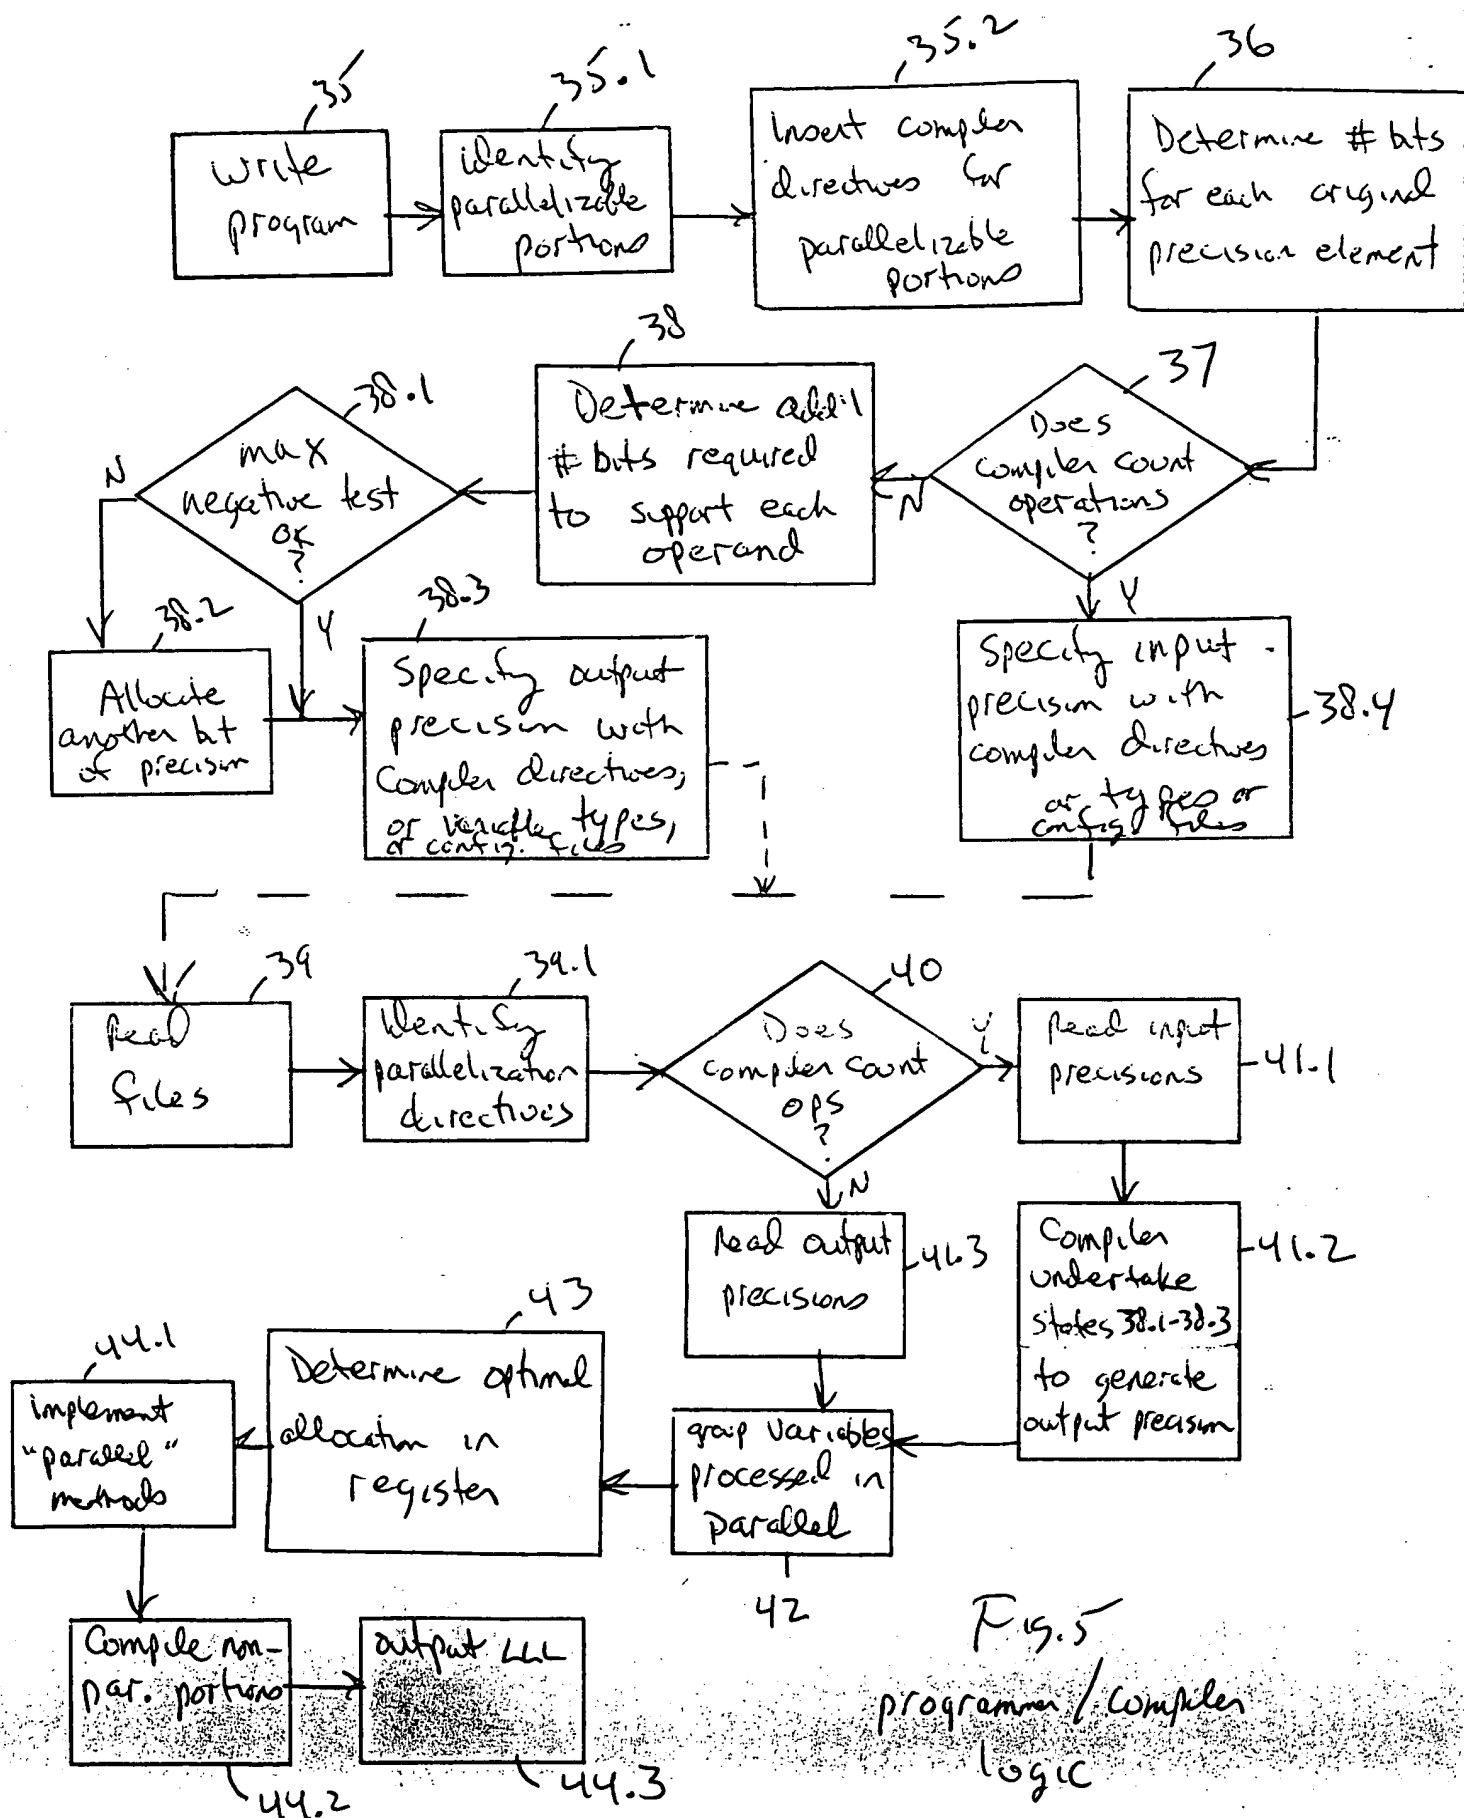 35
Write
program
35.1
identify
parallelizable
portions
35.2
Insert compiler
directives for
parallelizable
portions
36
Determine # bits
for each original
precision element
37
Does
compiler count
operations
?
N
Y
38
Determine add'l
# bits required
to support each
operand
38.1
max
negative test
OK
?
N
Y
38.2
Allocate
another bit
of precision
38.3
Specify output
precision with
Compiler directives,
or variable types,
or config. files
38.4
Specify input
precision with
compiler directives
or types or
config. files
39
Read
files
39.1
Identify
parallelization
directives
40
Does
compiler count
ops
?
Y
N
41.1
Read input
precisions
41.2
Compiler
undertake
states 38.1-38.3
to generate
output precision
41.3
Read output
precisions
42
group variables
processed in
parallel
43
Determine optimal
allocation in
register
44.1
implement
"parallel"
methods
44.2
Compile non-
par. portions
44.3
output LLL
Fig. 5
programmer / compiler
logic